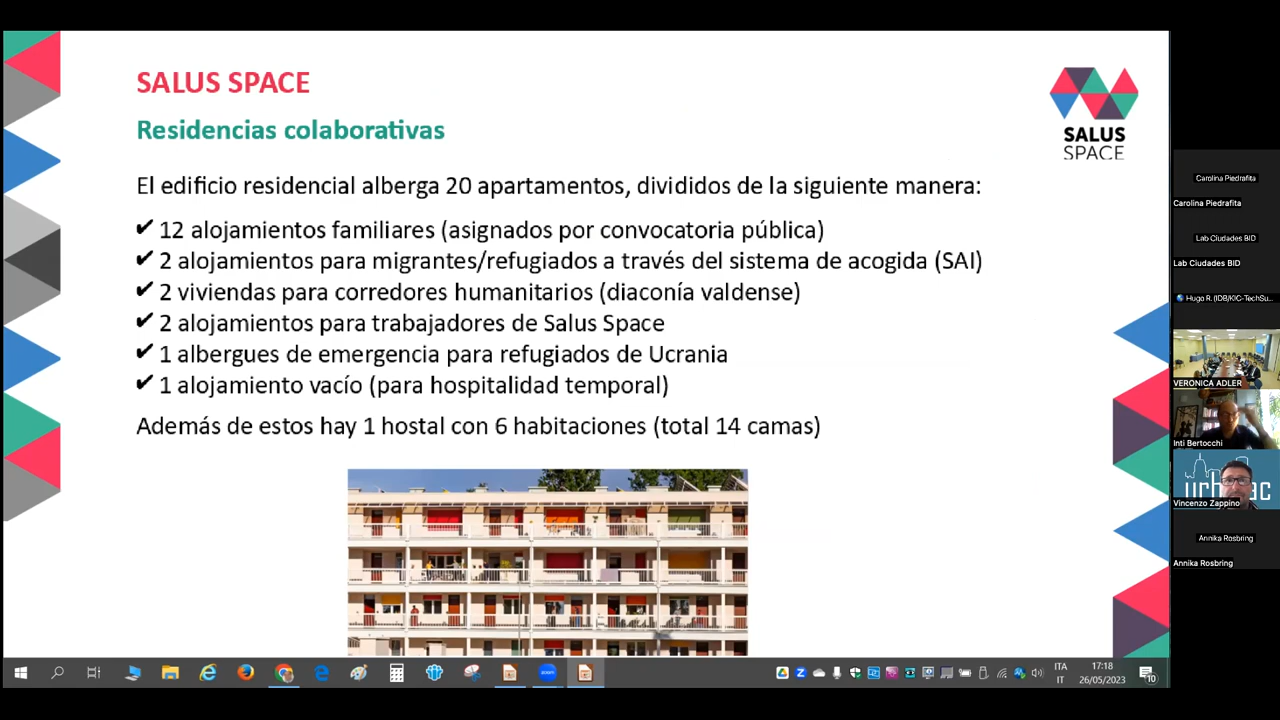 SALUS SPACE
Residencias colaborativas
SALUS
SPACE
El edificio residencial alberga 20 apartamentos, divididos de la siguiente manera:
✔ 12 alojamientos familiares (asignados por convocatoria pública)
✔ 2 alojamientos para migrantes/refugiados a través del sistema de acogida (SAI)
✔ 2 viviendas para corredores humanitarios (diaconía valdense)
✔ 2 alojamientos para trabajadores de Salus Space
✔ 1 albergues de emergencia para refugiados de Ucrania
✔ 1 alojamiento vacío (para hospitalidad temporal)
Además de estos hay 1 hostal con 6 habitaciones (total 14 camas)
Carolina Piedrafita
Carolina Piedrafita
Lab Ciudades BID
Lab Ciudades BID
Hugo R. (IDB/KIC-TechSu...
VERONICA ADLER
Inti Bertocchi
Vincenzo Zappino
Annika Rosbring
Annika Rosbring
ITA
IT
17:18
26/05/2023
10